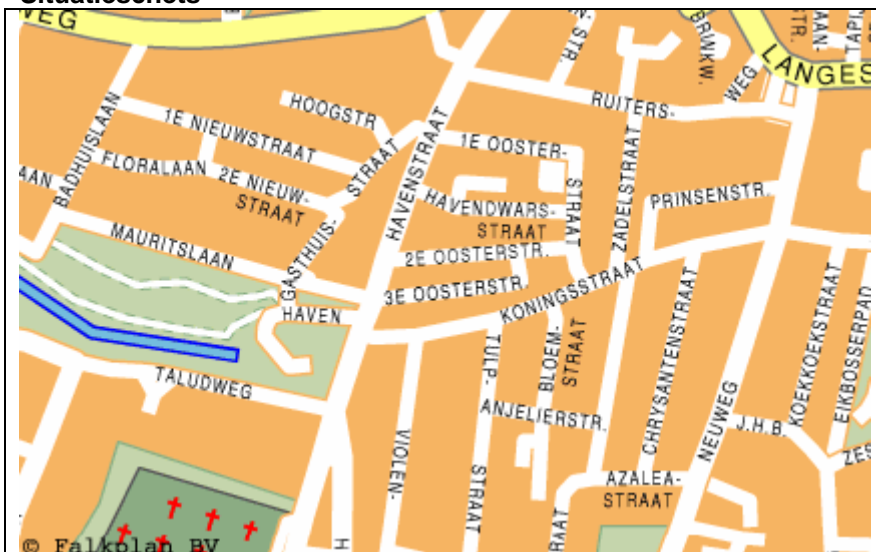 WEG
HOOGSTR
1E NIEUWSTRAAT
BADHUISLAAN
FLORALAAN
2E NIEUW-
STRAAT
AAN
MAURITSLAAN
GASTHUIS-
STRAAT
HAVENSTRAAT
STR.
BRINKW.
LANGES
WEG
RUITERS-
1E OOSTER-
STRAAT
HAVENDWARS-
STRAAT
ZADELSTRAAT
PRINSENSTR
2E OOSTERSTR.
3E OOSTERSTR.
KONINGSSTRAAT
HAVEN
TALUDWEG
TULP-
STRAAT
BLOEM-
STRAAT
ANJELIERSTR.
VIOLEN-
CHRYSANTENSTRAAT
NEUWEG
KOEKKOEKSTRAAT
EIKBOSSERPAD
J.H.B.
ZES
AZALEA-
STRAAT
RAAT
H
STR.
AAN-
TAPI
© Falkplan BV